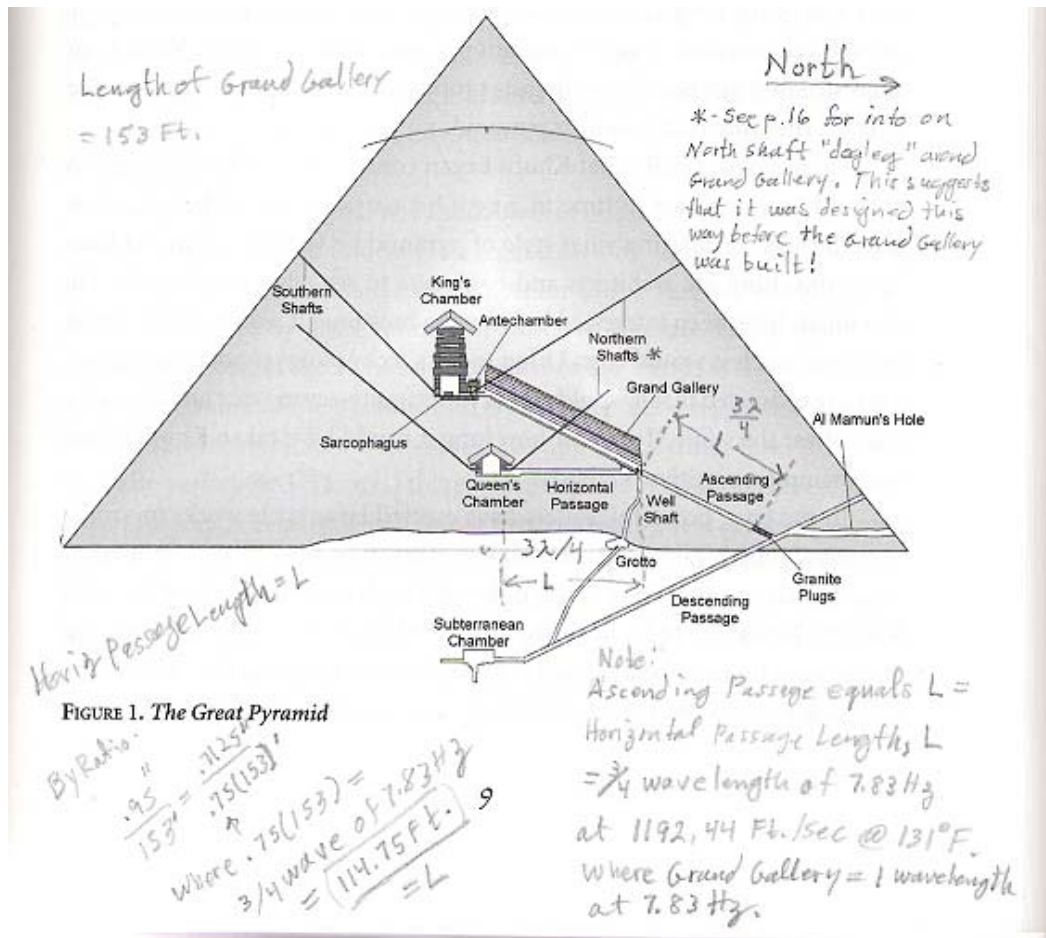 Length of Grand Gallery
= 153 Ft.
North →
*- See p.16 for into on
North shaft "dogleg" around
Grand Gallery. This suggests
that it was designed this
way before the Grand Gallery
was built!
Southern
Shafts
King's
Chamber
Antechamber
Northern
Shafts *
Grand Gallery
3λ
4
L
Al Mamun's Hole
Sarcophagus
Queen's
Chamber
Horizontal
Passage
Well
Shaft
Ascending
Passage
3λ/4
L
Grotto
Granite
Plugs
Descending
Passage
Subterranean
Chamber
Horiz Passage Length = L
FIGURE 1. The Great Pyramid
By Ratio:
.95" = .7125"
153' .75(153)'
where .75(153) =
3/4 wave of 7.83Hz
= 114.75 Ft.
= L
9
Note:
Ascending Passage equals L =
Horizontal Passage Length, L
= 3/4 wavelength of 7.83 Hz
at 1192.44 Ft./sec @ 131°F.
where Grand Gallery = 1 wavelength
at 7.83 Hz.